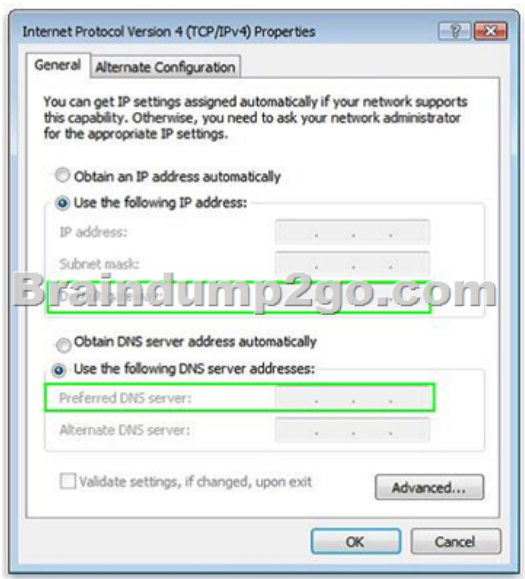 Internet Protocol Version 4 (TCP/IPv4) Properties
General
Alternate Configuration
You can get IP settings assigned automatically if your network supports
this capability. Otherwise, you need to ask your network administrator
for the appropriate IP settings.
Obtain an IP address automatically
Use the following IP address:
IP address:
Subnet mask:
Braindump2go.com
Obtain DNS server address automatically
Use the following DNS server addresses:
Preferred DNS server:
Alternate DNS server:
Validate settings, if changed, upon exit
Advanced...
OK
Cancel